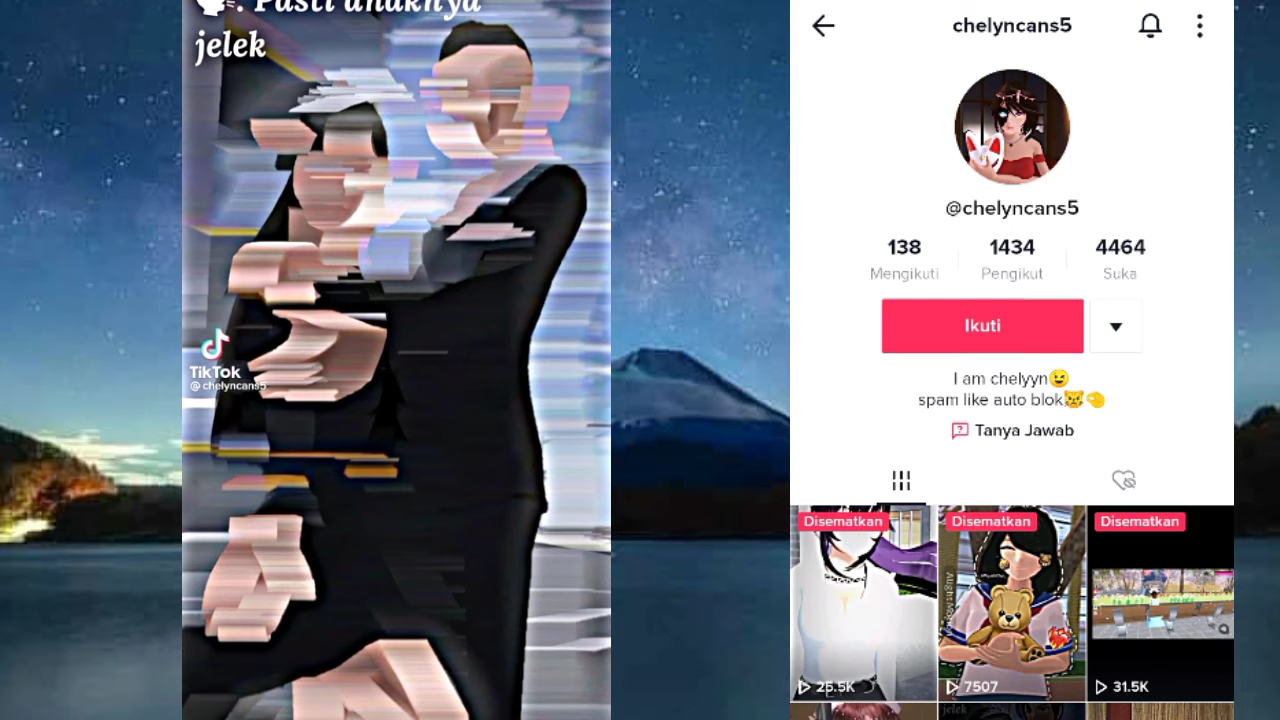 🗣️: Pasti anaknya
jelek
TikTok
@ chelyncans5
chelyncans5
@chelyncans5
138
1434
4464
Mengikuti
Pengikut
Suka
Ikuti
I am chelyyn😉
spam like auto blok😿🤏
Tanya Jawab
Disematkan
Disematkan
Disematkan
25.5K
7507
31.5K
jelek